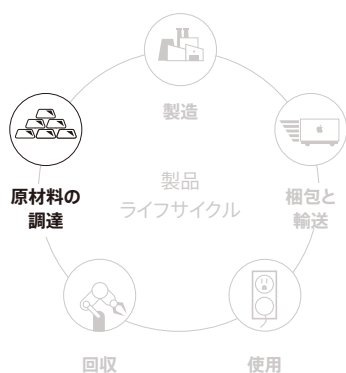 製造
原材料の
調達
製品
ライフサイクル
梱包と
輸送
回収
使用